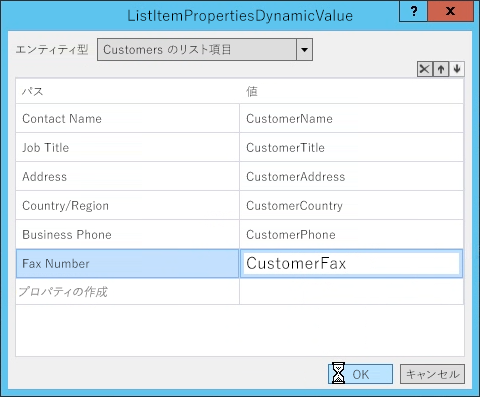 ListItemPropertiesDynamicValue
? x
エンティティ型 Customers のリスト項目
パス 値
Contact Name CustomerName
Job Title CustomerTitle
Address CustomerAddress
Country/Region CustomerCountry
Business Phone CustomerPhone
Fax Number CustomerFax
プロパティの作成
OK キャンセル